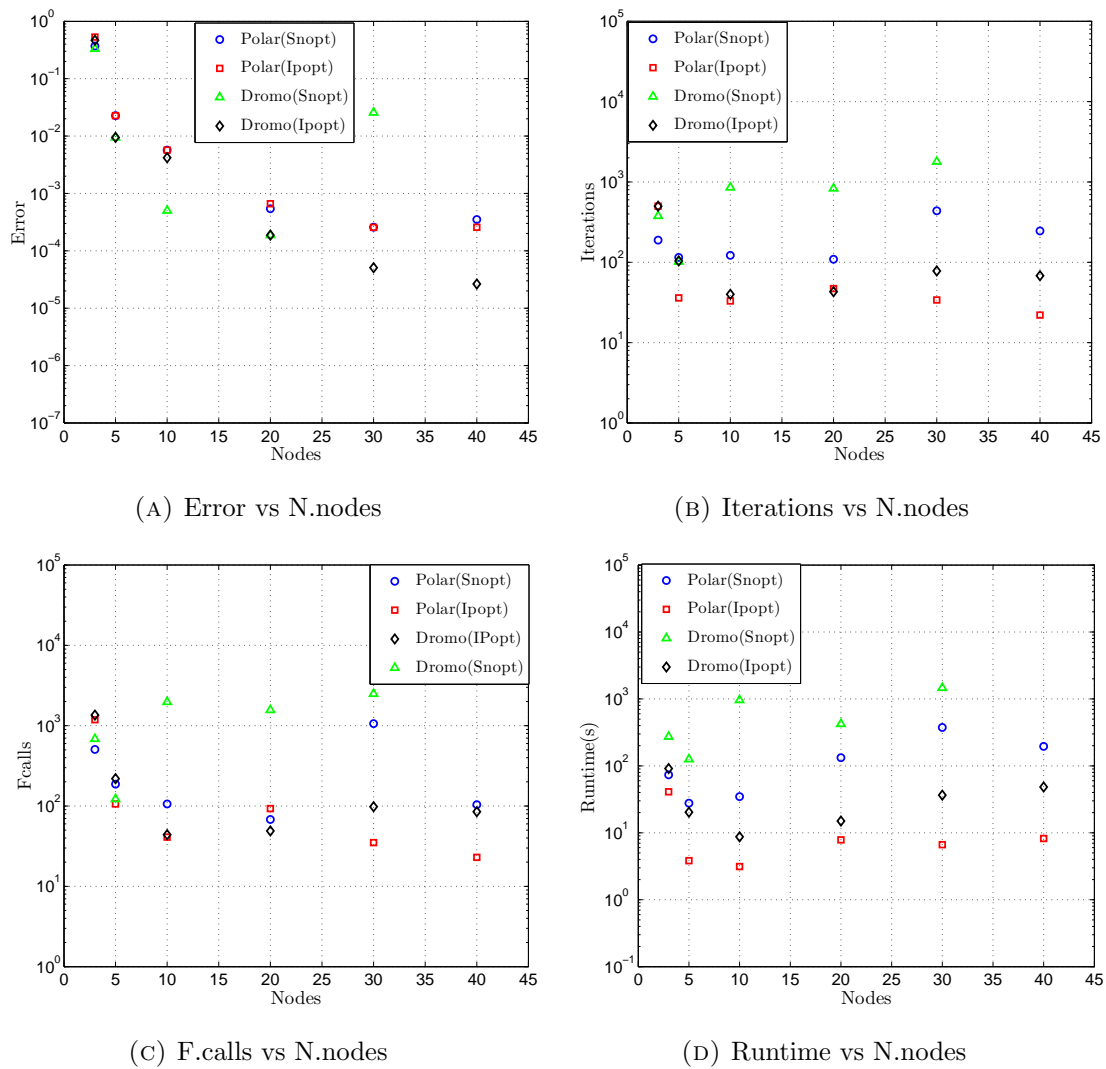 10^0
10^−1
10^−2
10^−3
10^−4
10^−5
10^−6
10^−7
Error
Polar(Snopt)
Polar(Ipopt)
Dromo(Snopt)
Dromo(Ipopt)
0 5 10 15 20 25 30 35 40 45
Nodes
(A) Error vs N.nodes
10^5
10^4
10^3
10^2
10^1
10^0
Iterations
Polar(Snopt)
Polar(Ipopt)
Dromo(Snopt)
Dromo(Ipopt)
0 5 10 15 20 25 30 35 40 45
Nodes
(B) Iterations vs N.nodes
10^5
10^4
10^3
10^2
10^1
10^0
Fcalls
Polar(Snopt)
Polar(Ipopt)
Dromo(IPopt)
Dromo(Snopt)
0 5 10 15 20 25 30 35 40 45
Nodes
(C) F.calls vs N.nodes
10^5
10^4
10^3
10^2
10^1
10^0
10^−1
Runtime(s)
Polar(Snopt)
Polar(Ipopt)
Dromo(Snopt)
Dromo(Ipopt)
0 5 10 15 20 25 30 35 40 45
Nodes
(D) Runtime vs N.nodes